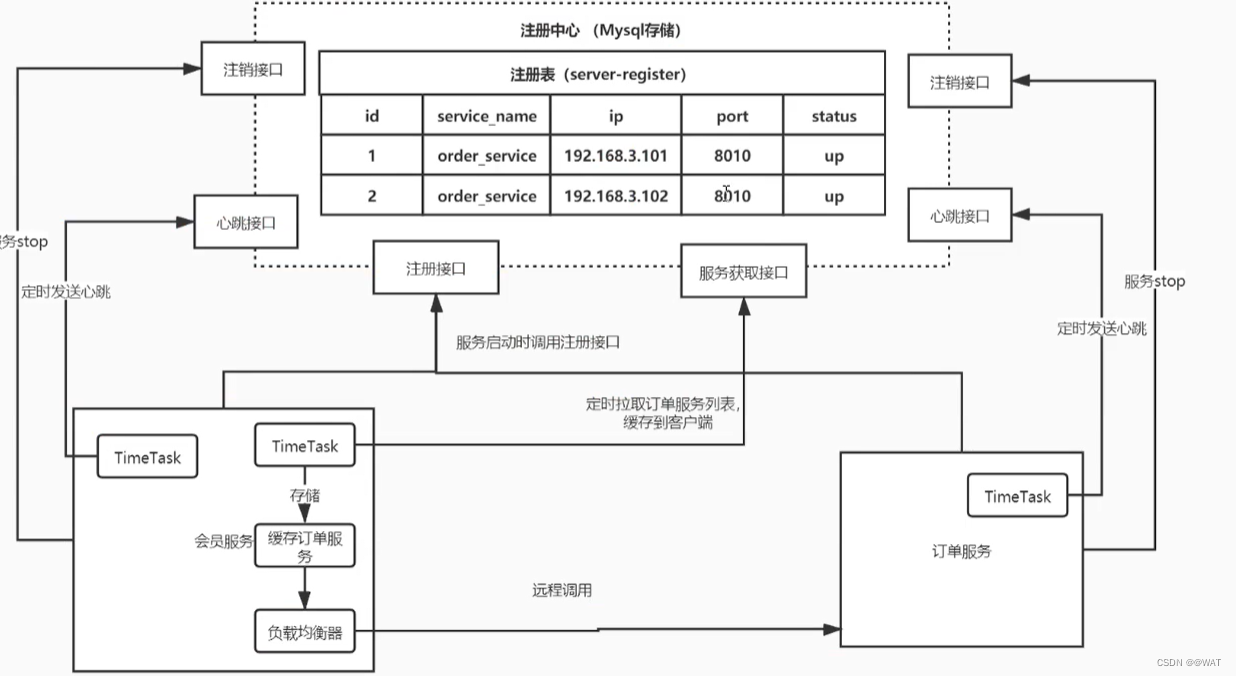 注册中心 （Mysql存储）
注销接口
注册表（server-register）
注销接口
id service_name ip port status
1 order_service 192.168.3.101 8010 up
2 order_service 192.168.3.102 8010 up
心跳接口
心跳接口
服务stop
注册接口
服务获取接口
定时发送心跳
服务stop
服务启动时调用注册接口
定时发送心跳
定时拉取订单服务列表，
缓存到客户端
TimeTask
TimeTask
存储
TimeTask
会员服务
缓存订单服
务
订单服务
远程调用
负载均衡器
CSDN @@WAT